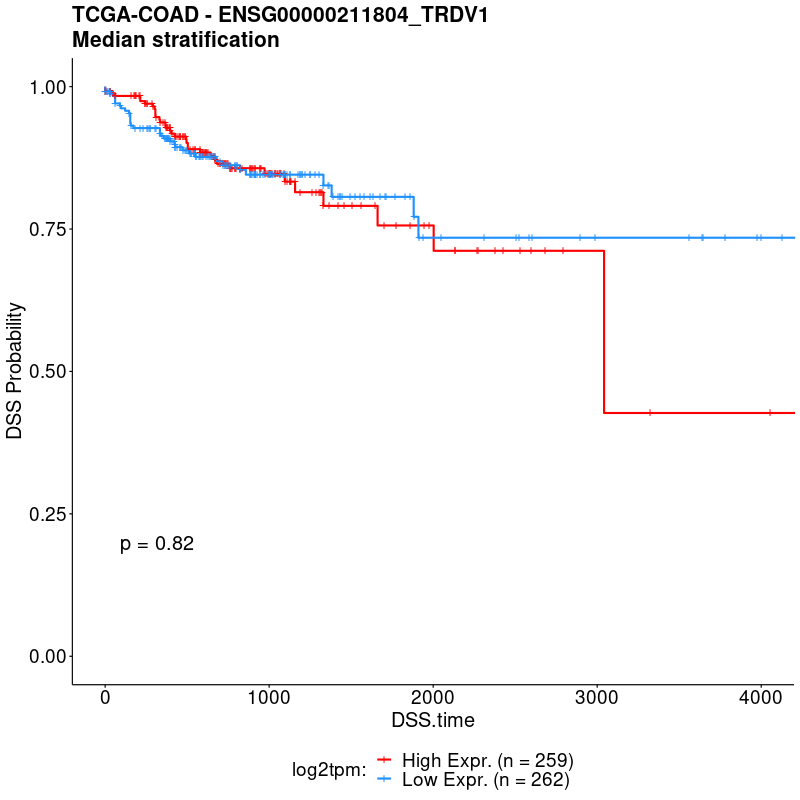 TCGA-COAD - ENSG00000211804_TRDV1
Median stratification
1.00
0.75
0.50
0.25
0.00
DSS Probability
p = 0.82
0 1000 2000 3000 4000
DSS.time
log2tpm:
High Expr. (n = 259)
Low Expr. (n = 262)